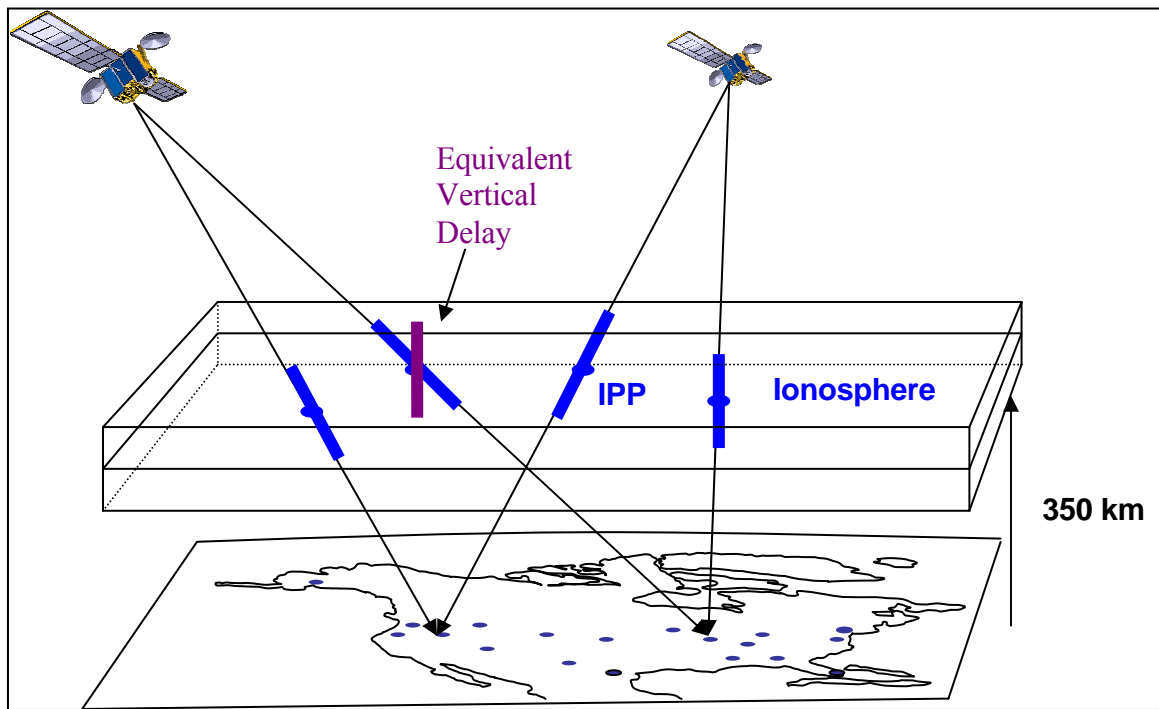 Equivalent
Vertical
Delay
IPP
Ionosphere
350 km